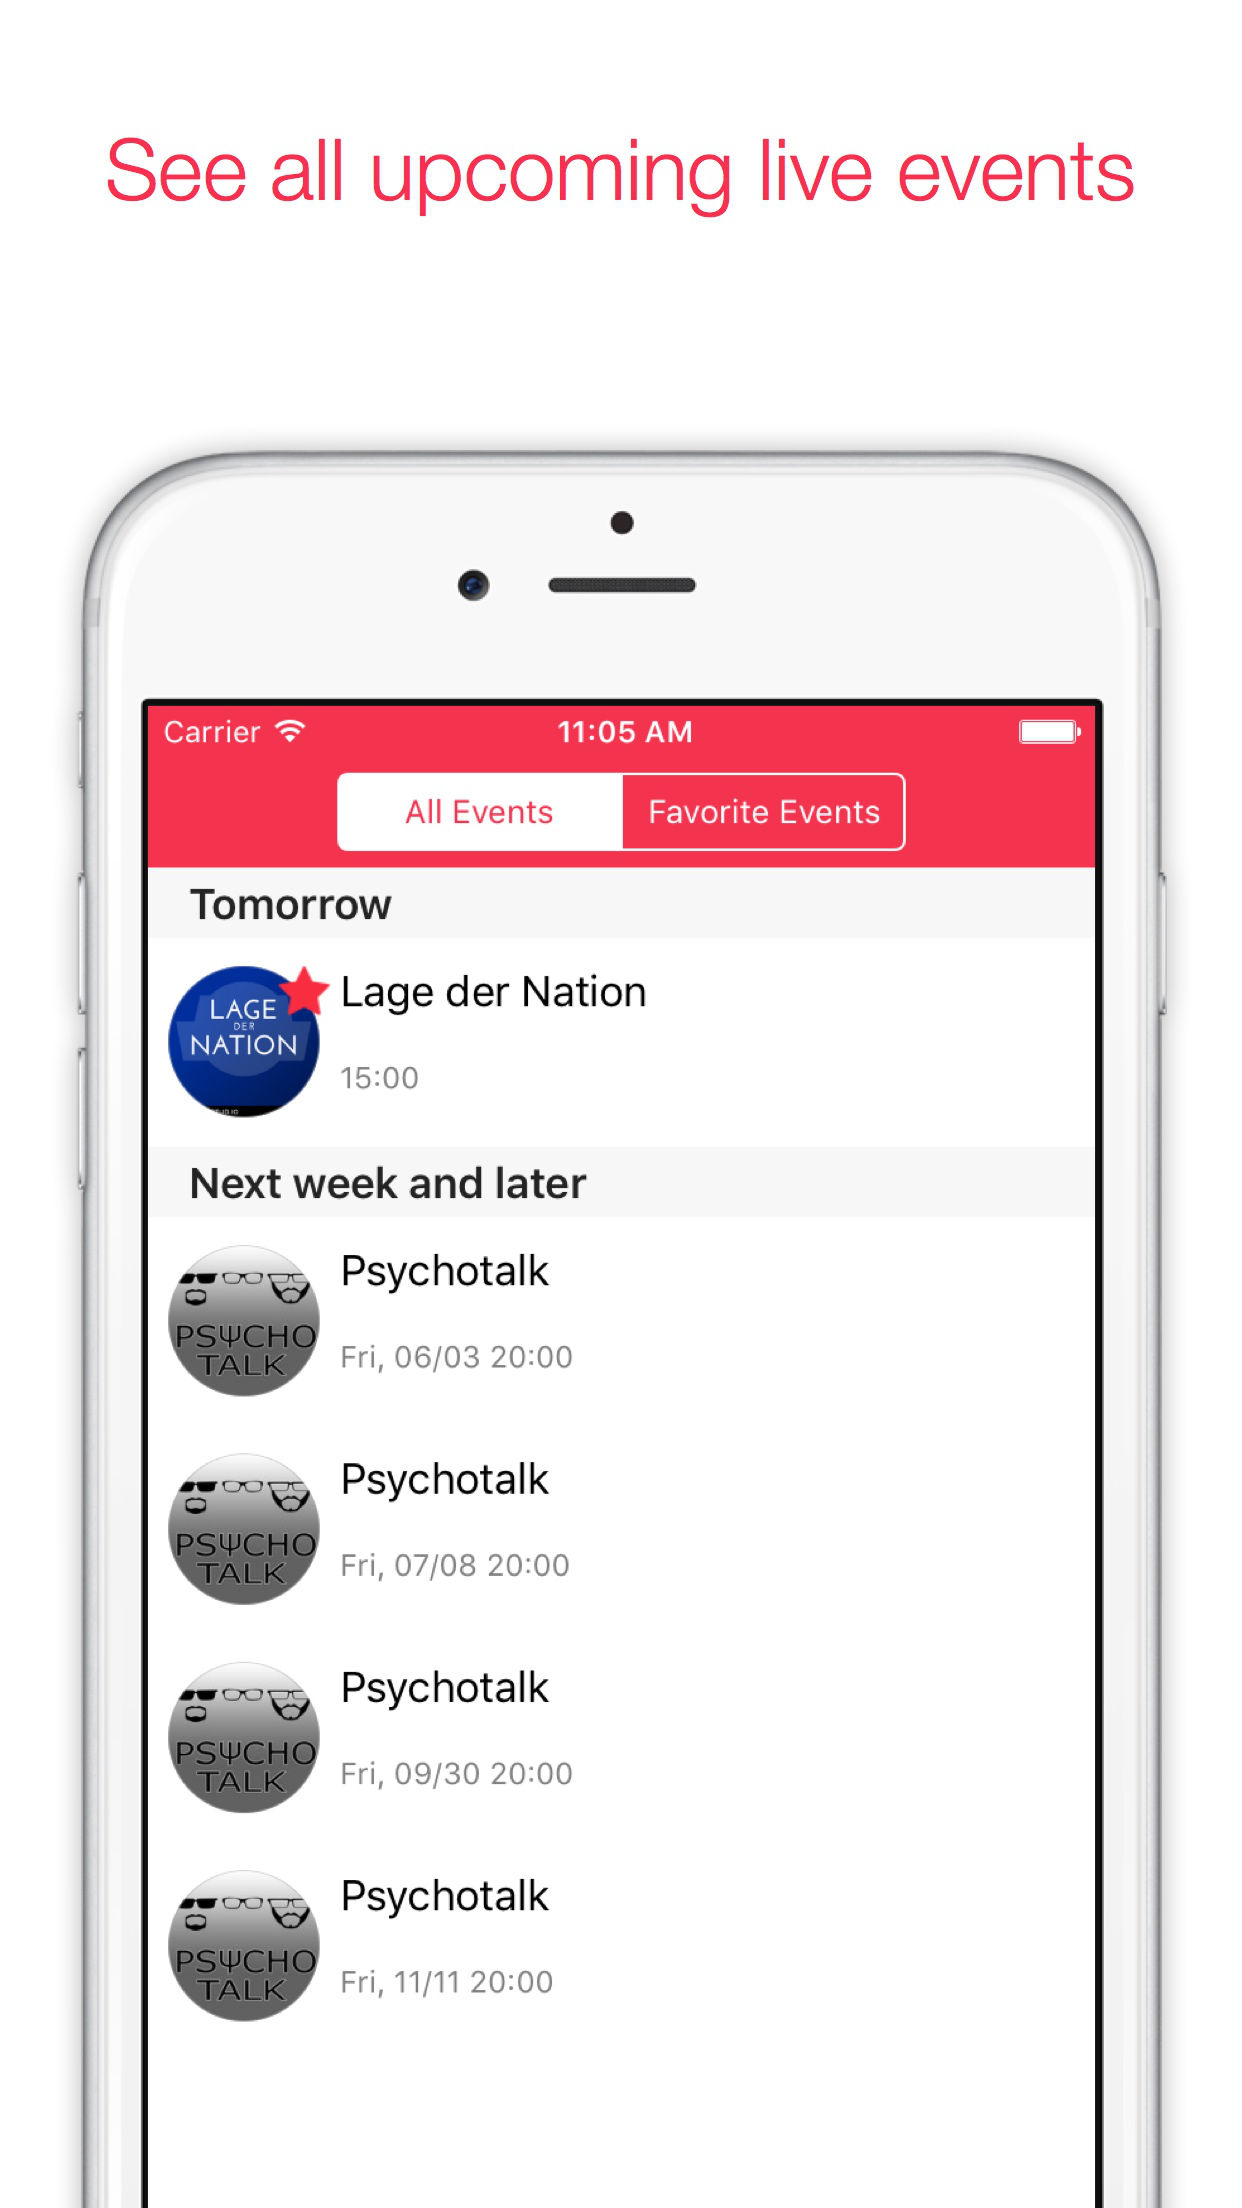 See all upcoming live events
Carrier 11:05 AM
All Events Favorite Events
Tomorrow
LAGE
DER
NATION
Lage der Nation
15:00
Next week and later
PSΨCHO
TALK
Psychotalk
Fri, 06/03 20:00
PSΨCHO
TALK
Psychotalk
Fri, 07/08 20:00
PSΨCHO
TALK
Psychotalk
Fri, 09/30 20:00
PSΨCHO
TALK
Psychotalk
Fri, 11/11 20:00